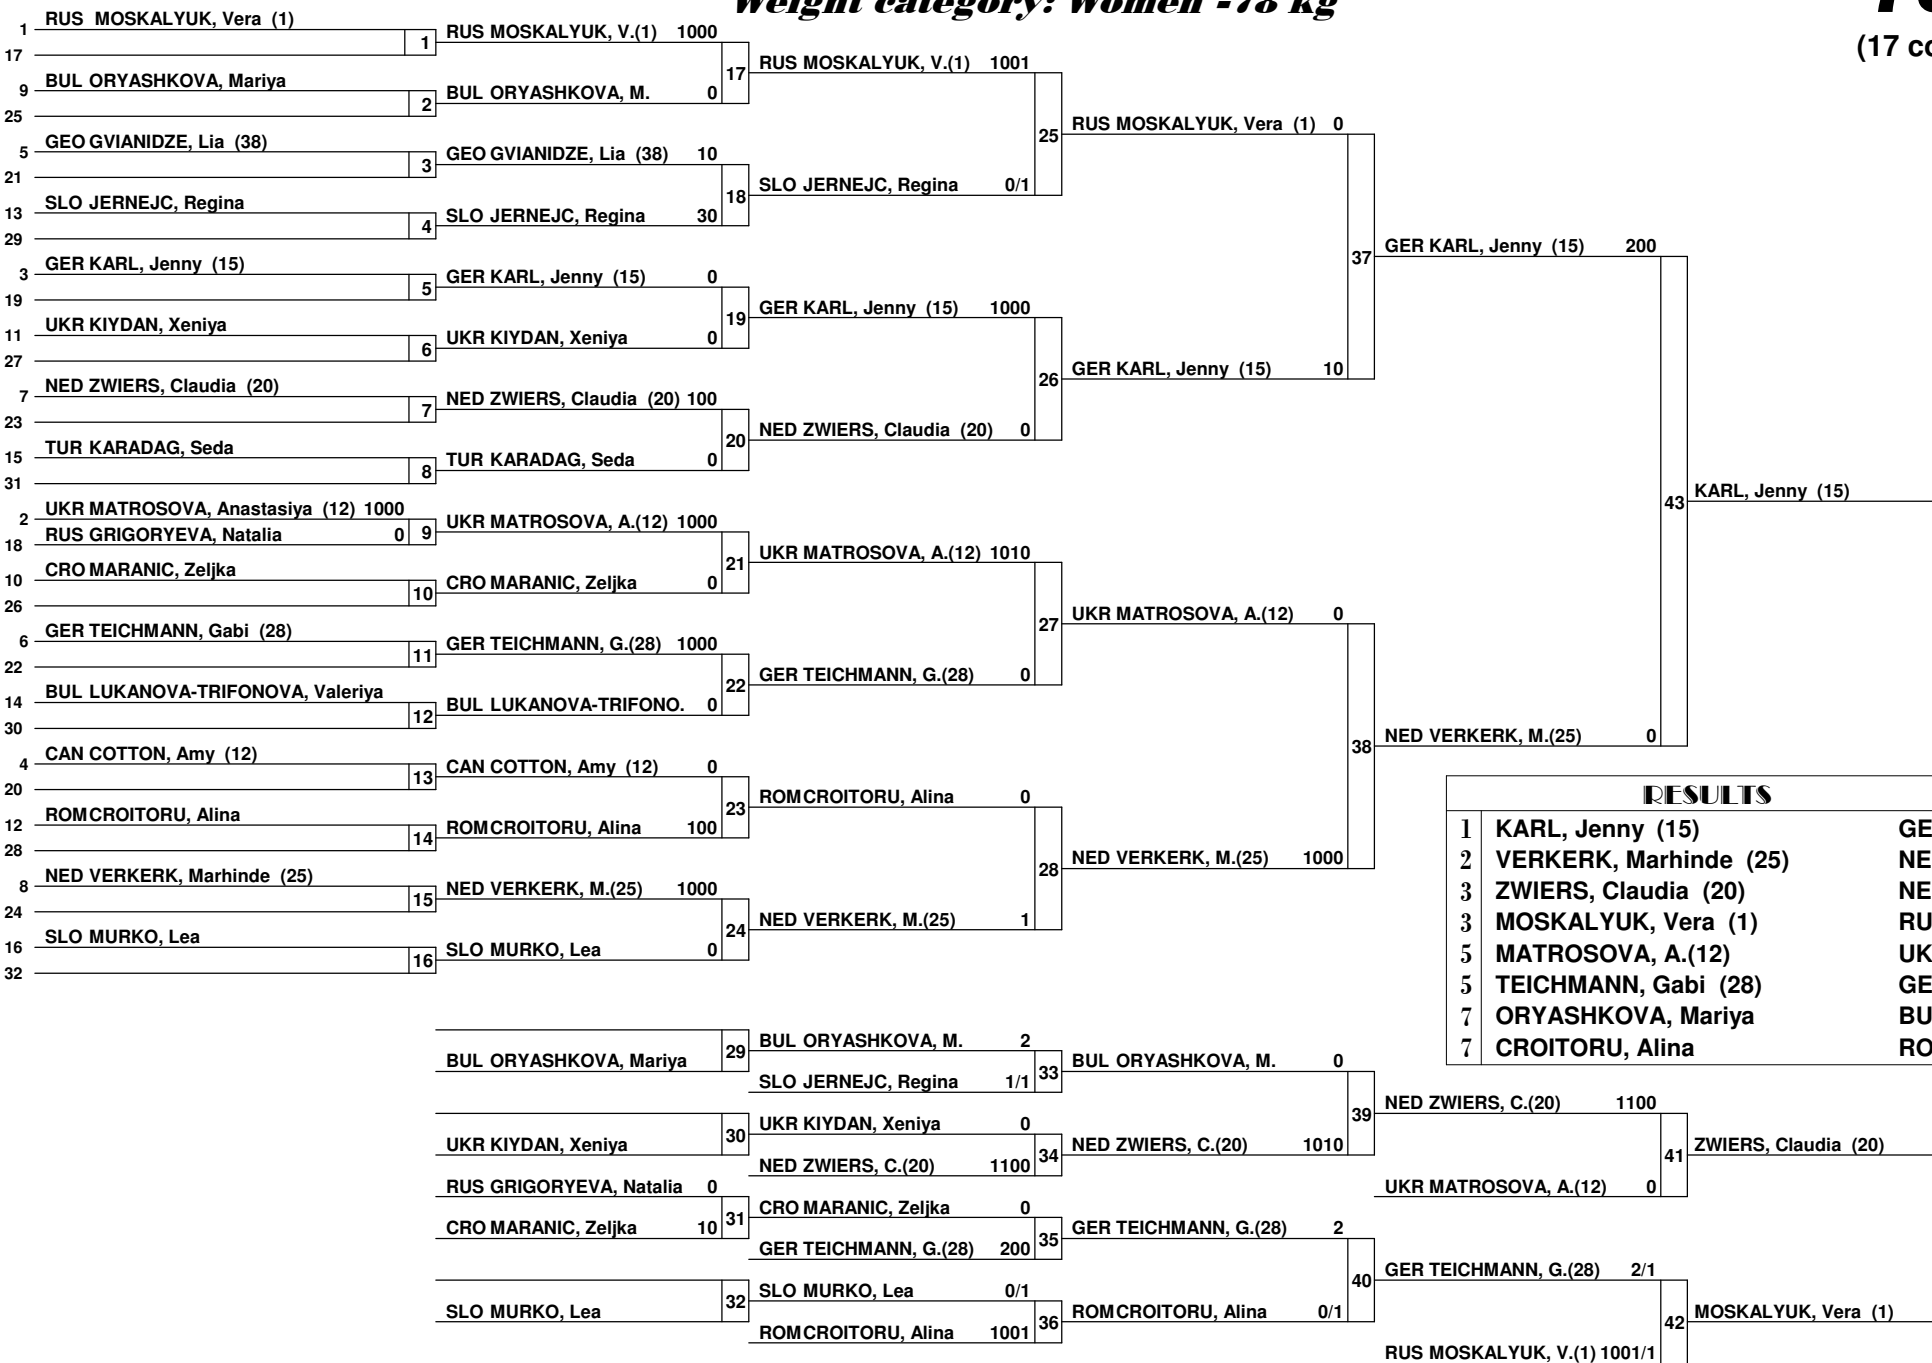 Weight category: Women -78 kg
(17 co
1 RUS MOSKALYUK, Vera (1)
17
1
9 BUL ORYASHKOVA, Mariya
25
2
5 GEO GVIANIDZE, Lia (38)
21
3
13 SLO JERNEJC, Regina
29
4
3 GER KARL, Jenny (15)
19
5
11 UKR KIYDAN, Xeniya
27
6
7 NED ZWIERS, Claudia (20)
23
7
15 TUR KARADAG, Seda
31
8
2 UKR MATROSOVA, Anastasiya (12) 1000
18 RUS GRIGORYEVA, Natalia 0
9
10 CRO MARANIC, Zeljka
26
10
6 GER TEICHMANN, Gabi (28)
22
11
14 BUL LUKANOVA-TRIFONOVA, Valeriya
30
12
4 CAN COTTON, Amy (12)
20
13
12 ROM CROITORU, Alina
28
14
8 NED VERKERK, Marhinde (25)
24
15
16 SLO MURKO, Lea
32
16
RUS MOSKALYUK, V.(1) 1000
BUL ORYASHKOVA, M. 0
17
GEO GVIANIDZE, Lia (38) 10
SLO JERNEJC, Regina 30
18
GER KARL, Jenny (15) 0
UKR KIYDAN, Xeniya 0
19
NED ZWIERS, Claudia (20) 100
TUR KARADAG, Seda 0
20
UKR MATROSOVA, A.(12) 1000
CRO MARANIC, Zeljka 0
21
GER TEICHMANN, G.(28) 1000
BUL LUKANOVA-TRIFONO. 0
22
CAN COTTON, Amy (12) 0
ROM CROITORU, Alina 100
23
NED VERKERK, M.(25) 1000
SLO MURKO, Lea 0
24
RUS MOSKALYUK, V.(1) 1001
SLO JERNEJC, Regina 0/1
25
GER KARL, Jenny (15) 1000
NED ZWIERS, Claudia (20) 0
26
UKR MATROSOVA, A.(12) 1010
GER TEICHMANN, G.(28) 0
27
ROM CROITORU, Alina 0
NED VERKERK, M.(25) 1
28
RUS MOSKALYUK, Vera (1) 0
GER KARL, Jenny (15) 10
37
UKR MATROSOVA, A.(12) 0
NED VERKERK, M.(25) 1000
38
GER KARL, Jenny (15) 200
NED VERKERK, M.(25) 0
43
KARL, Jenny (15)
RESULTS
1 KARL, Jenny (15) GE
2 VERKERK, Marhinde (25) NE
3 ZWIERS, Claudia (20) NE
3 MOSKALYUK, Vera (1) RU
5 MATROSOVA, A.(12) UK
5 TEICHMANN, Gabi (28) GE
7 ORYASHKOVA, Mariya BU
7 CROITORU, Alina RO
BUL ORYASHKOVA, Mariya
29
UKR KIYDAN, Xeniya
30
RUS GRIGORYEVA, Natalia 0
CRO MARANIC, Zeljka 10
31
SLO MURKO, Lea
32
BUL ORYASHKOVA, M. 2
SLO JERNEJC, Regina 1/1
33
UKR KIYDAN, Xeniya 0
NED ZWIERS, C.(20) 1100
34
CRO MARANIC, Zeljka 0
GER TEICHMANN, G.(28) 200
35
SLO MURKO, Lea 0/1
ROM CROITORU, Alina 1001
36
BUL ORYASHKOVA, M. 0
NED ZWIERS, C.(20) 1010
39
GER TEICHMANN, G.(28) 2
ROM CROITORU, Alina 0/1
40
NED ZWIERS, C.(20) 1100
UKR MATROSOVA, A.(12) 0
41
ZWIERS, Claudia (20)
GER TEICHMANN, G.(28) 2/1
RUS MOSKALYUK, V.(1) 1001/1
42
MOSKALYUK, Vera (1)